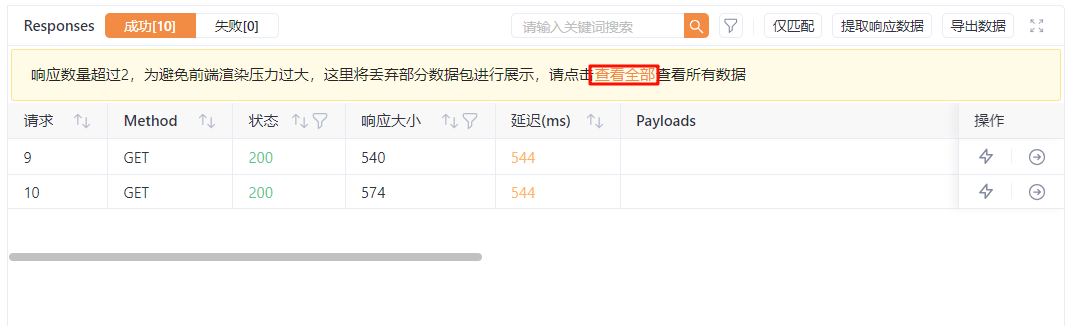 Responses 成功[10] 失败[0] 请输入关键词搜索 仅匹配 提取响应数据 导出数据
响应数量超过2，为避免前端渲染压力过大，这里将丢弃部分数据包进行展示，请点击查看全部查看所有数据
请求 Method 状态 响应大小 延迟(ms) Payloads 操作
9 GET 200 540 544
10 GET 200 574 544